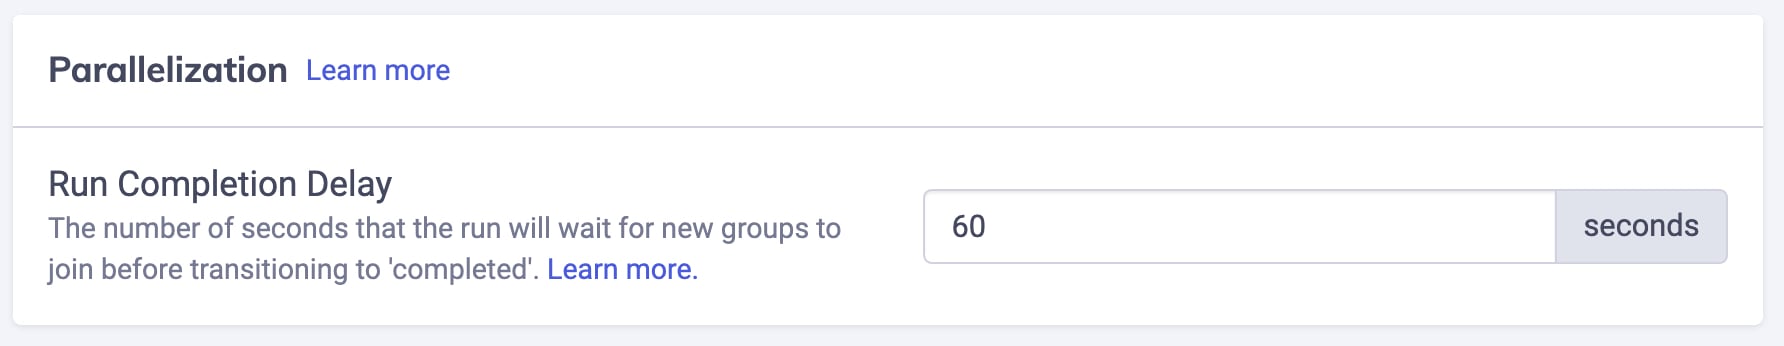 Parallelization Learn more
Run Completion Delay
The number of seconds that the run will wait for new groups to
join before transitioning to 'completed'. Learn more.
60 seconds